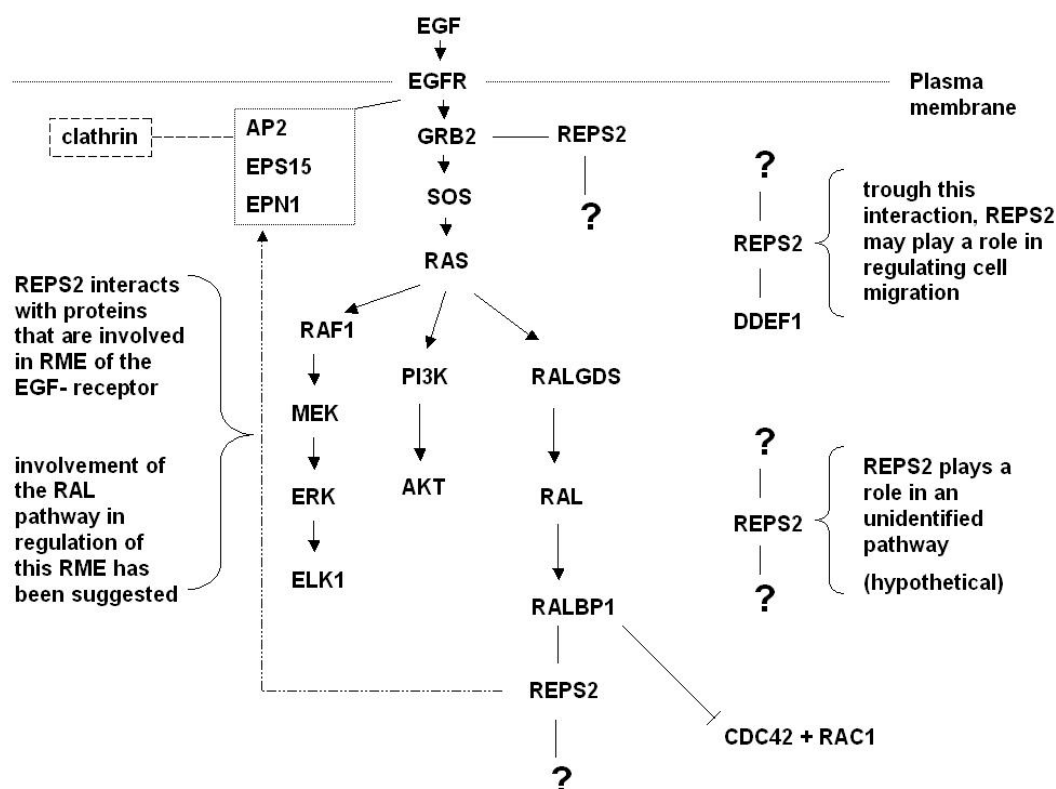 EGF
EGFR
Plasma
membrane
clathrin
AP2
EPS15
EPN1
GRB2
REPS2
?
SOS
RAS
?
REPS2
DDEF1
trough this
interaction, REPS2
may play a role in
regulating cell
migration
REPS2 interacts
with proteins
that are involved
in RME of the
EGF- receptor
involvement of
the RAL
pathway in
regulation of
this RME has
been suggested
RAF1
MEK
ERK
ELK1
PI3K
AKT
RALGDS
RAL
RALBP1
REPS2
?
CDC42 + RAC1
?
REPS2
?
REPS2 plays a
role in an
unidentified
pathway
(hypothetical)